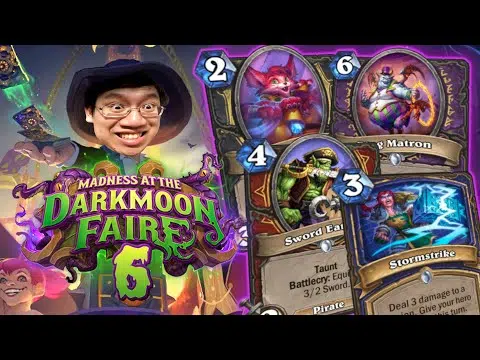 MADNESS AT THE
DARKMOON
FAIRE
6
2
6
Matron
4
Sword Ea
Taunt
Battlecry: Equ
3/2 Sword.
Pirate
3
Stormstrike
Deal 3 damage to a
Give your hero
this turn.